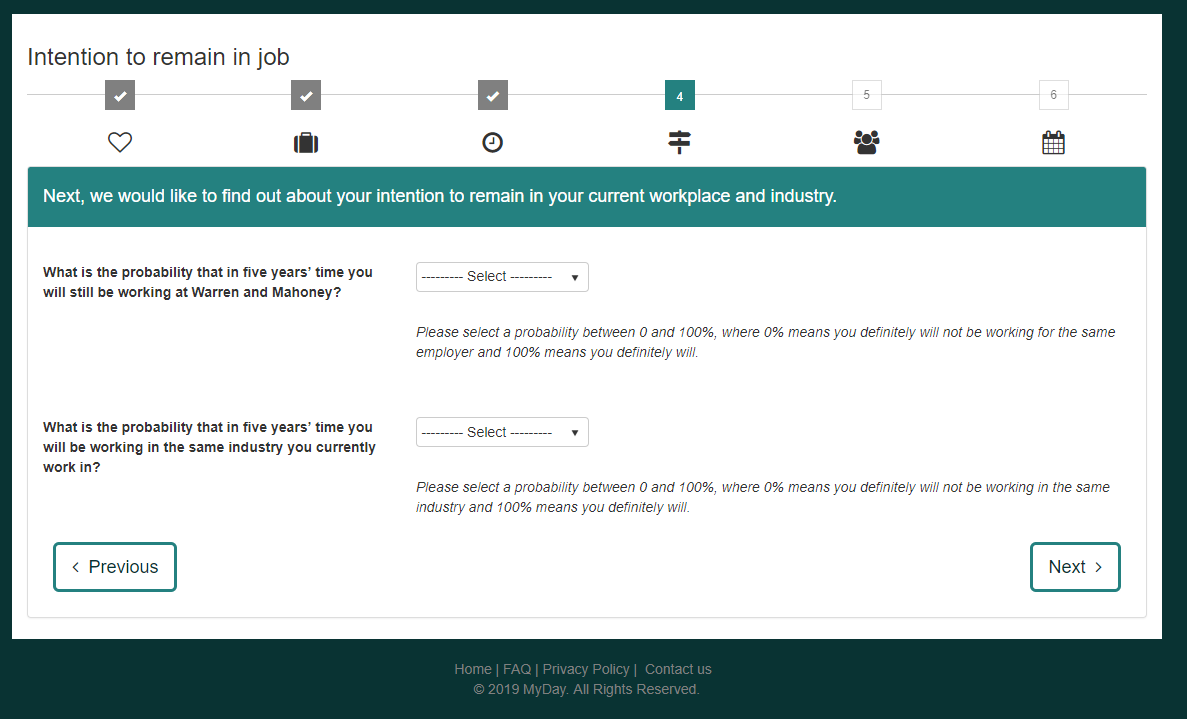 Intention to remain in job
4
5
6
Next, we would like to find out about your intention to remain in your current workplace and industry.
What is the probability that in five years’ time you
will still be working at Warren and Mahoney?
--------- Select ---------
Please select a probability between 0 and 100%, where 0% means you definitely will not be working for the same
employer and 100% means you definitely will.
What is the probability that in five years’ time you
will be working in the same industry you currently
work in?
--------- Select ---------
Please select a probability between 0 and 100%, where 0% means you definitely will not be working in the same
industry and 100% means you definitely will.
‹ Previous
Next ›
Home | FAQ | Privacy Policy | Contact us
© 2019 MyDay. All Rights Reserved.